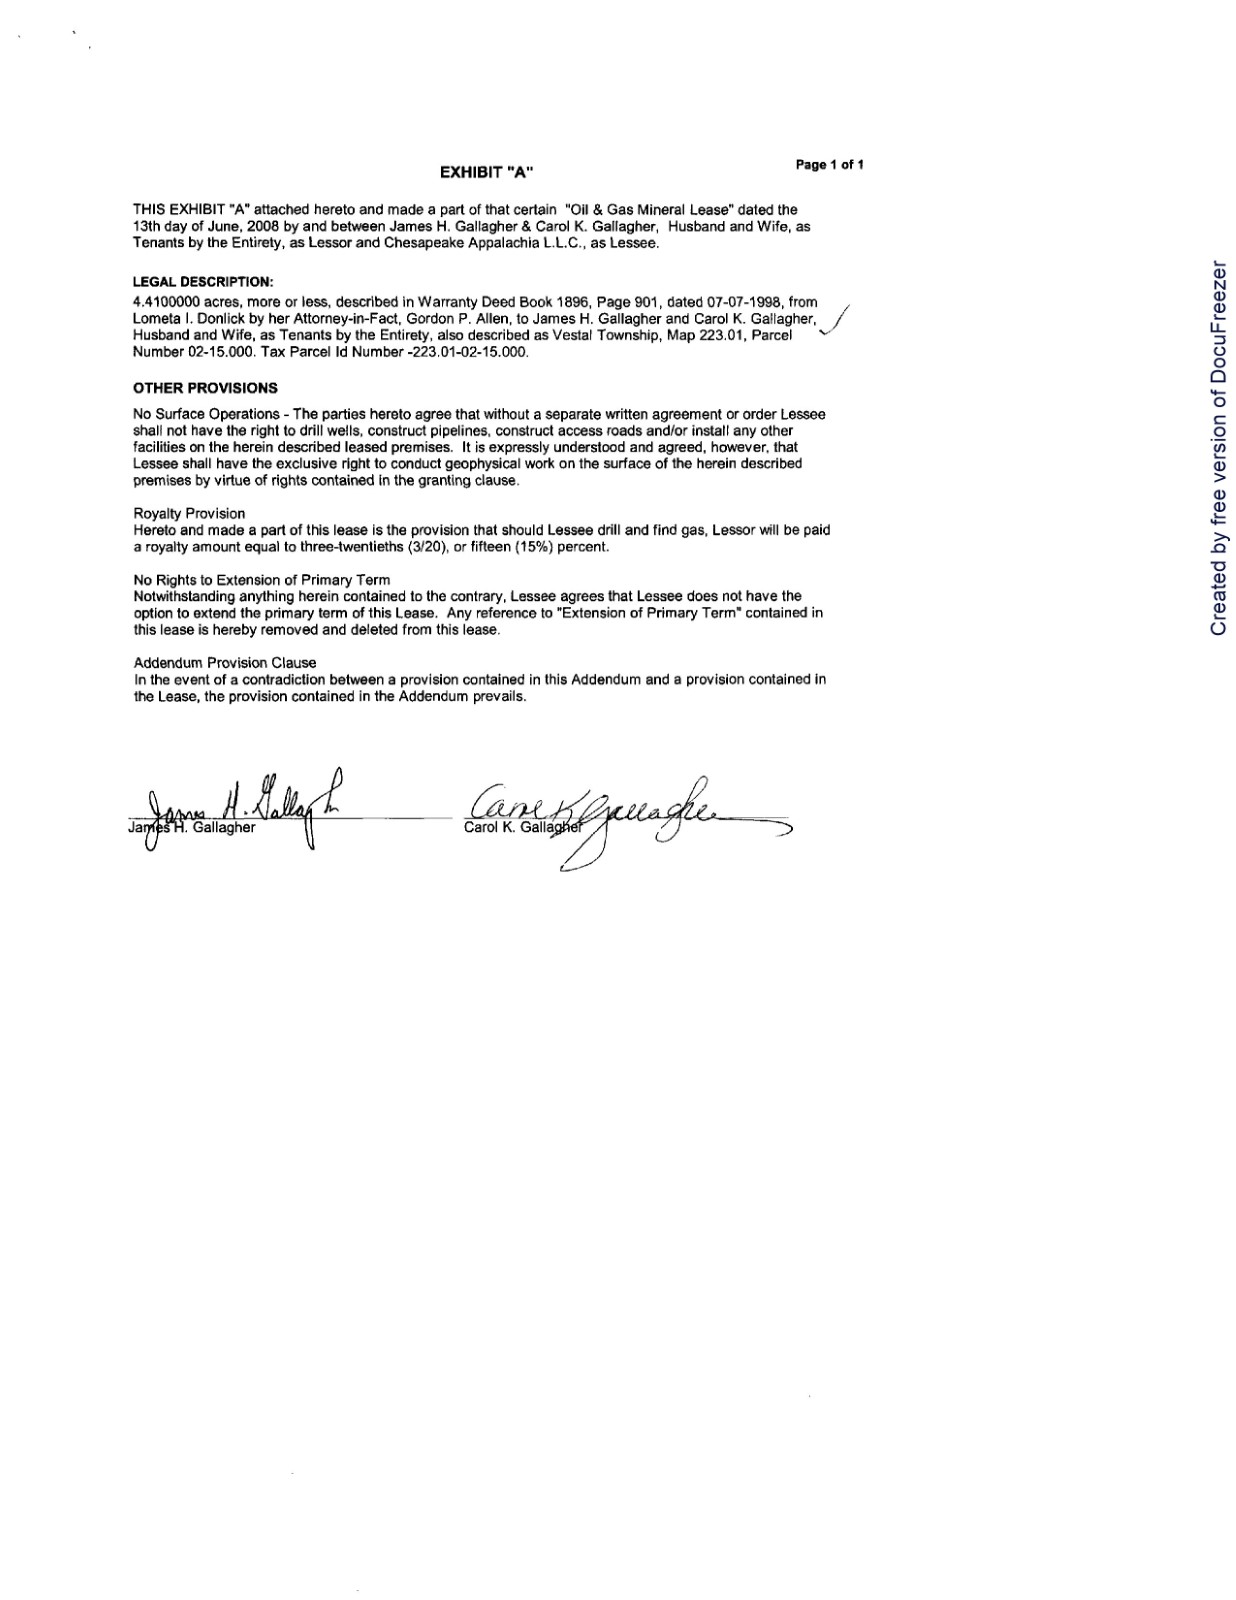 Page 1 of 1
EXHIBIT "A"
THIS EXHIBIT "A" attached hereto and made a part of that certain "Oil & Gas Mineral Lease" dated the
13th day of June, 2008 by and between James H. Gallagher & Carol K. Gallagher, Husband and Wife, as
Tenants by the Entirety, as Lessor and Chesapeake Appalachia L.L.C., as Lessee.
LEGAL DESCRIPTION:
4.4100000 acres, more or less, described in Warranty Deed Book 1896, Page 901, dated 07-07-1998, from
Lometa I. Donlick by her Attorney-in-Fact, Gordon P. Allen, to James H. Gallagher and Carol K. Gallagher,
Husband and Wife, as Tenants by the Entirety, also described as Vestal Township, Map 223.01, Parcel
Number 02-15.000. Tax Parcel Id Number -223.01-02-15.000.
OTHER PROVISIONS
No Surface Operations - The parties hereto agree that without a separate written agreement or order Lessee
shall not have the right to drill wells, construct pipelines, construct access roads and/or install any other
facilities on the herein described leased premises. It is expressly understood and agreed, however, that
Lessee shall have the exclusive right to conduct geophysical work on the surface of the herein described
premises by virtue of rights contained in the granting clause.
Royalty Provision
Hereto and made a part of this lease is the provision that should Lessee drill and find gas, Lessor will be paid
a royalty amount equal to three-twentieths (3/20), or fifteen (15%) percent.
No Rights to Extension of Primary Term
Notwithstanding anything herein contained to the contrary, Lessee agrees that Lessee does not have the
option to extend the primary term of this Lease. Any reference to "Extension of Primary Term" contained in
this lease is hereby removed and deleted from this lease.
Addendum Provision Clause
In the event of a contradiction between a provision contained in this Addendum and a provision contained in
the Lease, the provision contained in the Addendum prevails.
James H. Gallagher
Carol K Gallagher
James H. Gallagher
Carol K. Gallagher
Created by free version of DocuFreezer